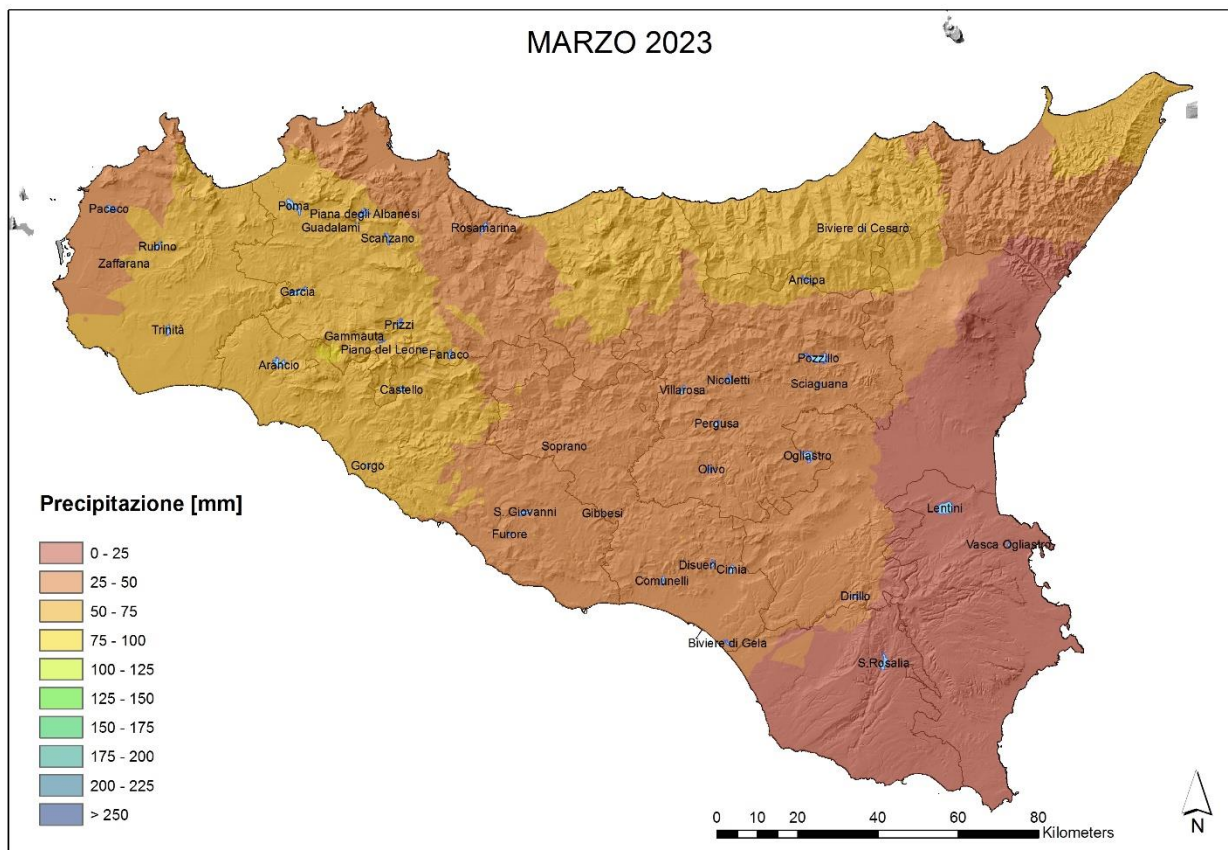 MARZO 2023
Paceco
Poma
Piana degli Albanesi
Guadalami
Scanzano
Rosamarina
Biviere di Cesarò
Rubino
Zaffarana
Garcia
Ancipa
Trinità
Prizzi
Gammauta
Piano del Leone
Fanaco
Arancio
Castello
Pozzillo
Nicoletti
Sciaguana
Villarosa
Pergusa
Soprano
Ogliastro
Gorgo
Olivo
S. Giovanni
Gibbesi
Furore
Lentini
Vasca Ogliastro
Disueri
Cimia
Comunelli
Dirillo
Biviere di Gela
S.Rosalia
Precipitazione [mm]
0 - 25
25 - 50
50 - 75
75 - 100
100 - 125
125 - 150
150 - 175
175 - 200
200 - 225
> 250
0 10 20 40 60 80
Kilometers
N